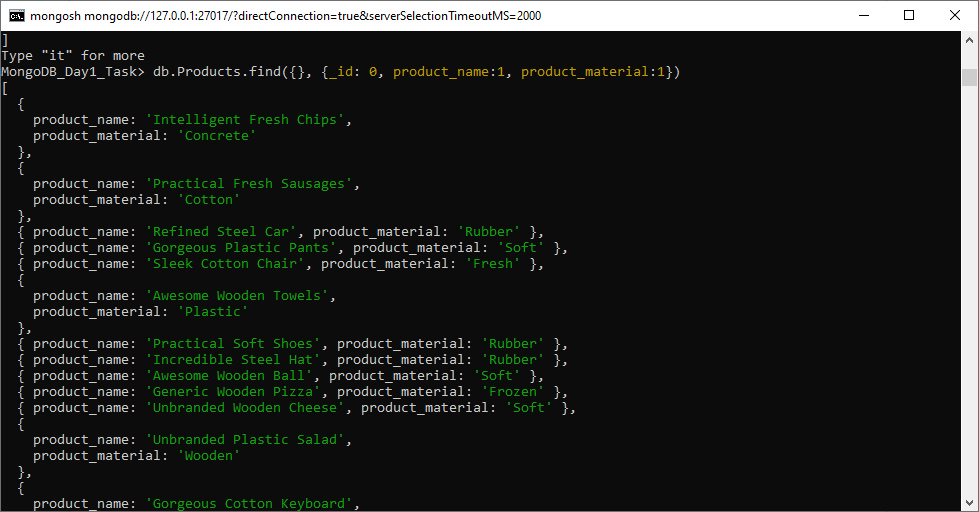 mongosh mongodb://127.0.0.1:27017/?directConnection=true&serverSelectionTimeoutMS=2000
]
Type "it" for more
MongoDB_Day1_Task> db.Products.find({}, {_id: 0, product_name:1, product_material:1})
[
  {
    product_name: 'Intelligent Fresh Chips',
    product_material: 'Concrete'
  },
  {
    product_name: 'Practical Fresh Sausages',
    product_material: 'Cotton'
  },
  { product_name: 'Refined Steel Car', product_material: 'Rubber' },
  { product_name: 'Gorgeous Plastic Pants', product_material: 'Soft' },
  { product_name: 'Sleek Cotton Chair', product_material: 'Fresh' },
  {
    product_name: 'Awesome Wooden Towels',
    product_material: 'Plastic'
  },
  { product_name: 'Practical Soft Shoes', product_material: 'Rubber' },
  { product_name: 'Incredible Steel Hat', product_material: 'Rubber' },
  { product_name: 'Awesome Wooden Ball', product_material: 'Soft' },
  { product_name: 'Generic Wooden Pizza', product_material: 'Frozen' },
  { product_name: 'Unbranded Wooden Cheese', product_material: 'Soft' },
  {
    product_name: 'Unbranded Plastic Salad',
    product_material: 'Wooden'
  },
  {
    product_name: 'Gorgeous Cotton Keyboard',